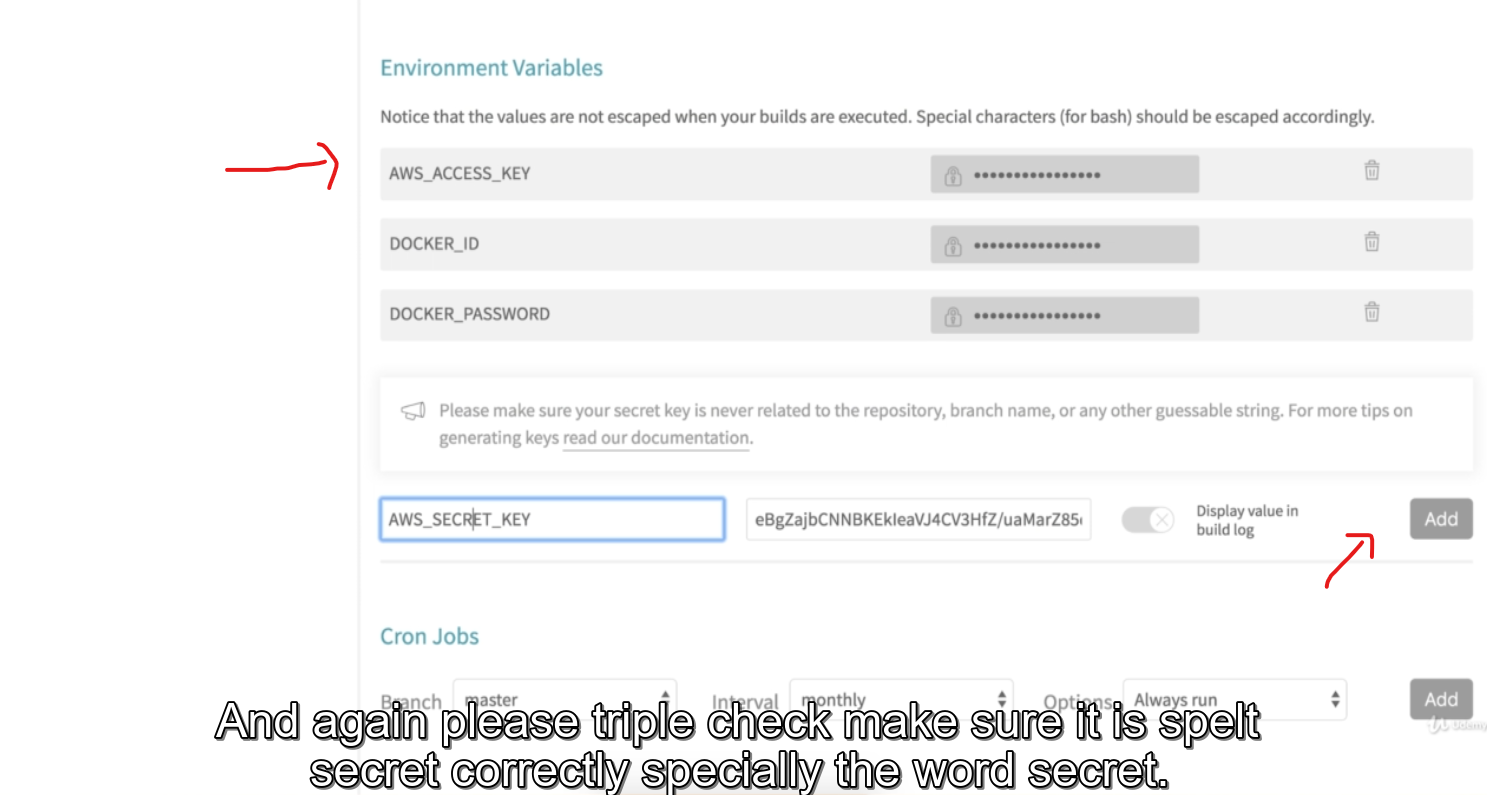 Environment Variables
Notice that the values are not escaped when your builds are executed. Special characters (for bash) should be escaped accordingly.
AWS_ACCESS_KEY ••••••••••••••••
DOCKER_ID ••••••••••••••••
DOCKER_PASSWORD ••••••••••••••••
Please make sure your secret key is never related to the repository, branch name, or any other guessable string. For more tips on
generating keys read our documentation.
AWS_SECRET_KEY
Display value in
build log
Add
Cron Jobs
Branch master Interval monthly Options Always run Add
Udemy
And again please triple check make sure it is spelt
secret correctly specially the word secret.